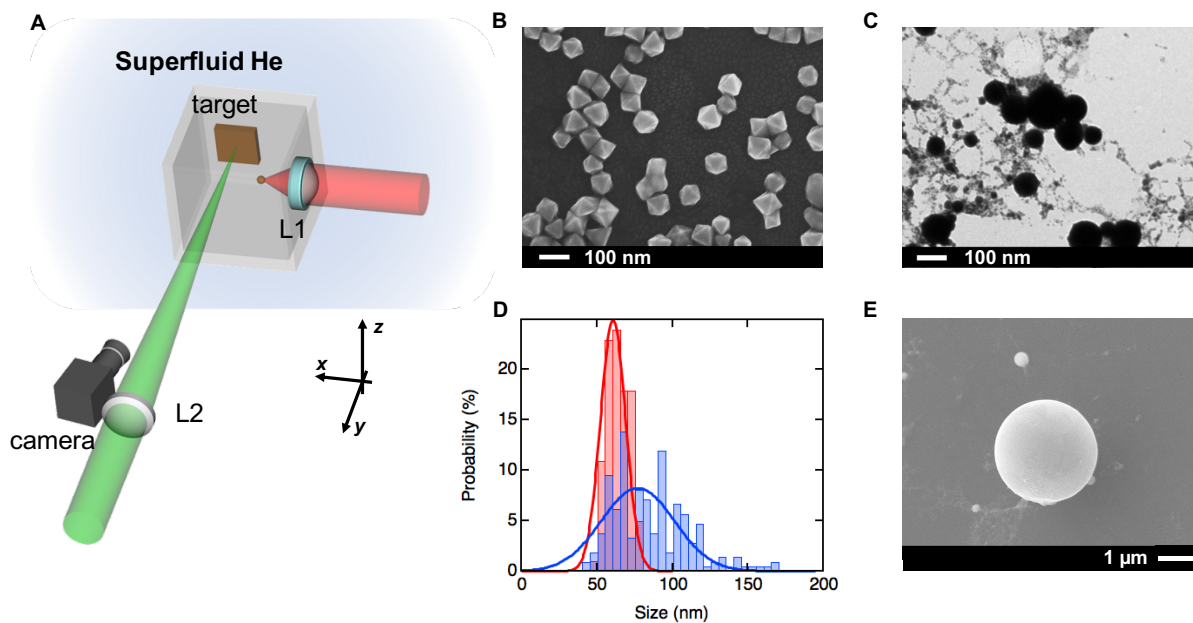 A
Superfluid He
target
L1
z
x
y
L2
camera
B
100 nm
C
100 nm
D
Probability (%)
20
15
10
5
0
0
50
100
150
200
Size (nm)
E
1 µm